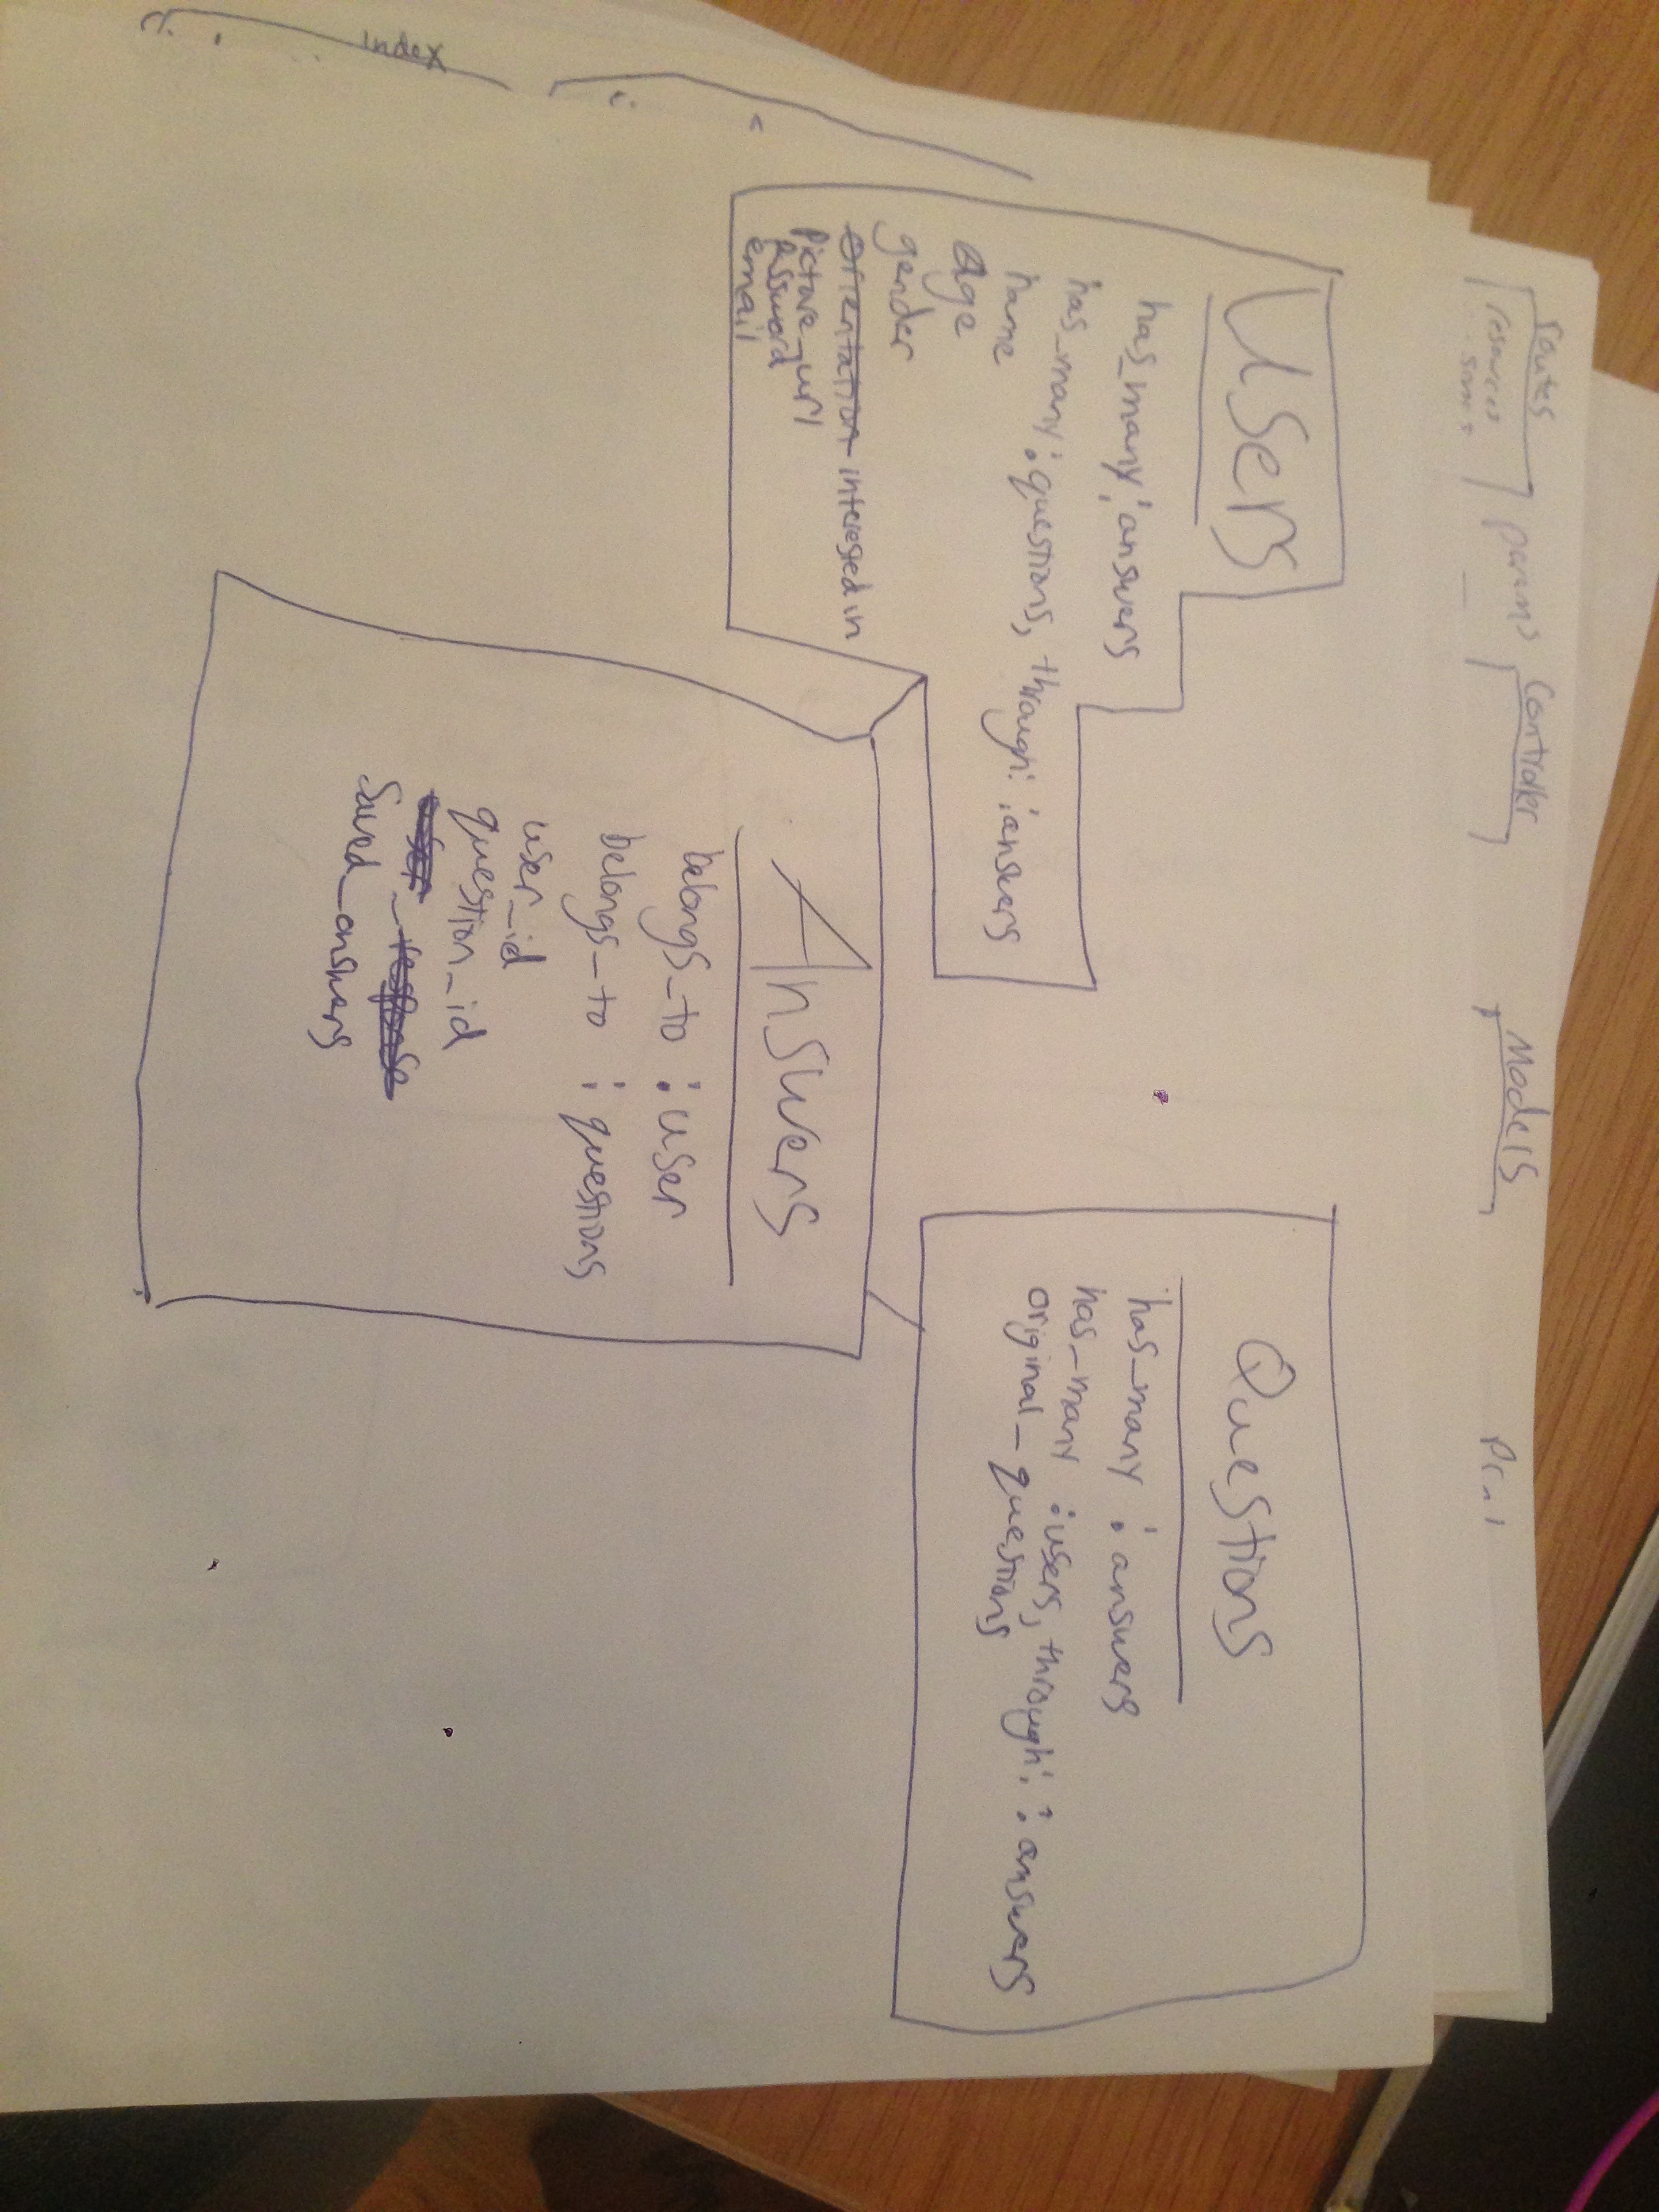 routes
resources
params
Controller
Models
index
Users
has_many : answers
has_many : questions, through: :answers
name
age
gender
orientation interested in
picture_url
password
email
Questions
has_many : answers
has_many : users, through: :answers
original_questions
Answers
belongs_to : user
belongs_to : questions
user_id
question_id
user_response
saved_answers